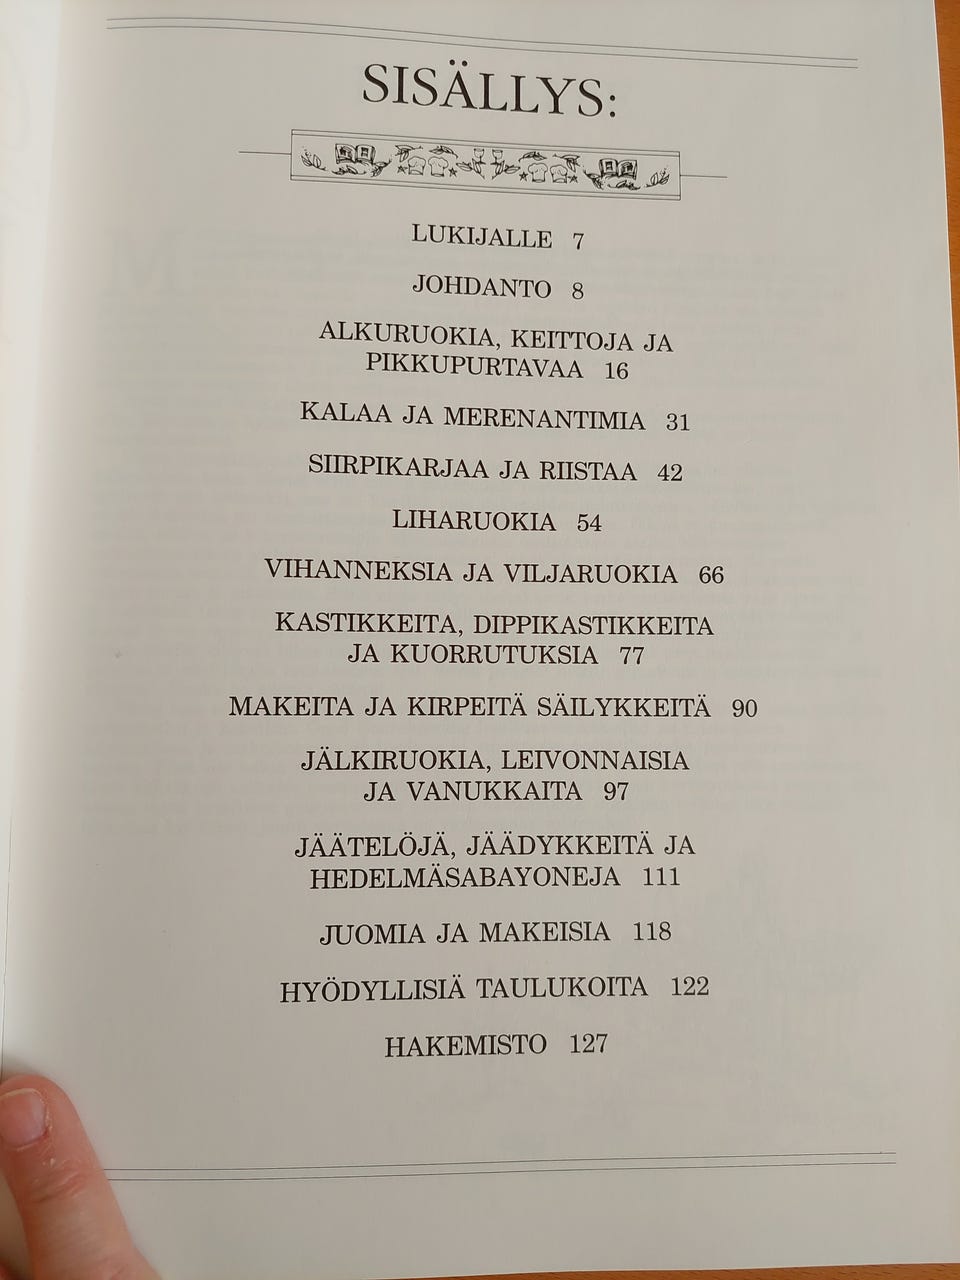 SISÄLLYS:
LUKIJALLE 7
JOHDANTO 8
ALKURUOKIA, KEITTOJA JA
PIKKUPURTAVAA 16
KALAA JA MERENANTIMIA 31
SIIRPIKARJAA JA RIISTAA 42
LIHARUOKIA 54
VIHANNEKSIA JA VILJARUOKIA 66
KASTIKKEITA, DIPPIKASTIKKEITA
JA KUORRUTUKSIA 77
MAKEITA JA KIRPEITÄ SÄILYKKEITÄ 90
JÄLKIRUOKIA, LEIVONNAISIA
JA VANUKKAITA 97
JÄÄTELÖJÄ, JÄÄDYKKEITÄ JA
HEDELMÄSABAYONEJA 111
JUOMIA JA MAKEISIA 118
HYÖDYLLISIÄ TAULUKOITA 122
HAKEMISTO 127